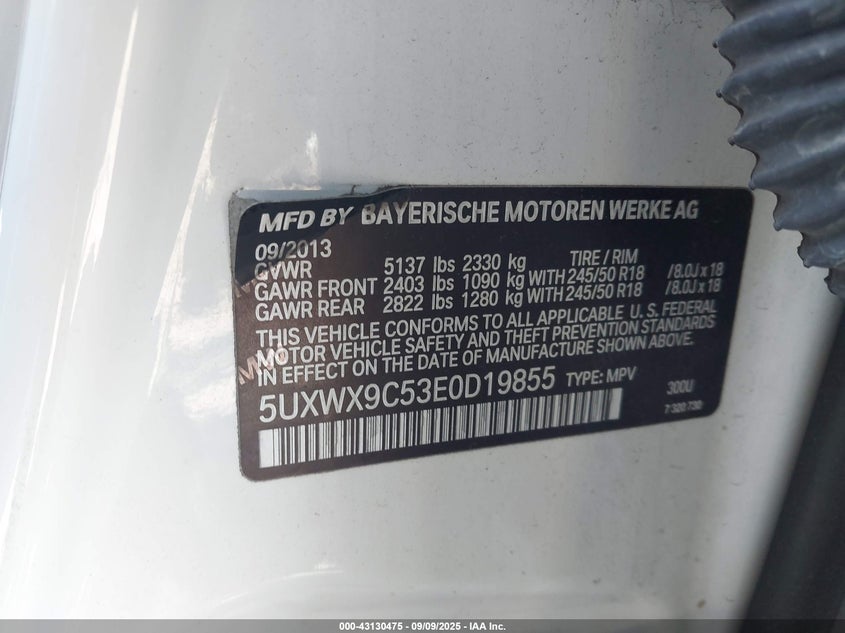 MFD BY BAYERISCHE MOTOREN WERKE AG
09/2013 TIRE / RIM
GVWR 5137 lbs 2330 kg
GAWR FRONT 2403 lbs 1090 kg WITH 245/50 R18 /8.0J x 18
GAWR REAR 2822 lbs 1280 kg WITH 245/50 R18 /8.0J x 18
THIS VEHICLE CONFORMS TO ALL APPLICABLE U.S. FEDERAL
MOTOR VEHICLE SAFETY AND THEFT PREVENTION STANDARDS
IN EFFECT ON THE DATE OF MANUFACTURE SHOWN ABOVE.
5UXWX9C53E0D19855 TYPE: MPV 300U
7 320 730
000-43130475 - 09/09/2025 - IAA Inc.